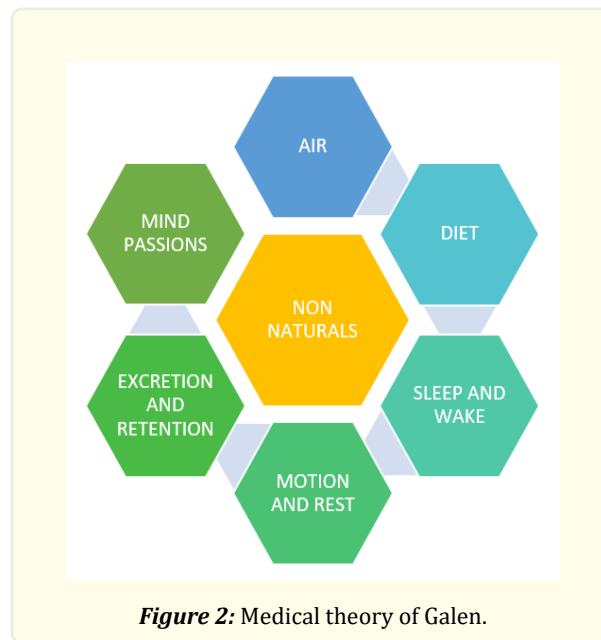 AIR
MIND
PASSIONS
DIET
NON
NATURALS
EXCRETION
AND
RETENTION
SLEEP AND
WAKE
MOTION
AND REST
Figure 2: Medical theory of Galen.